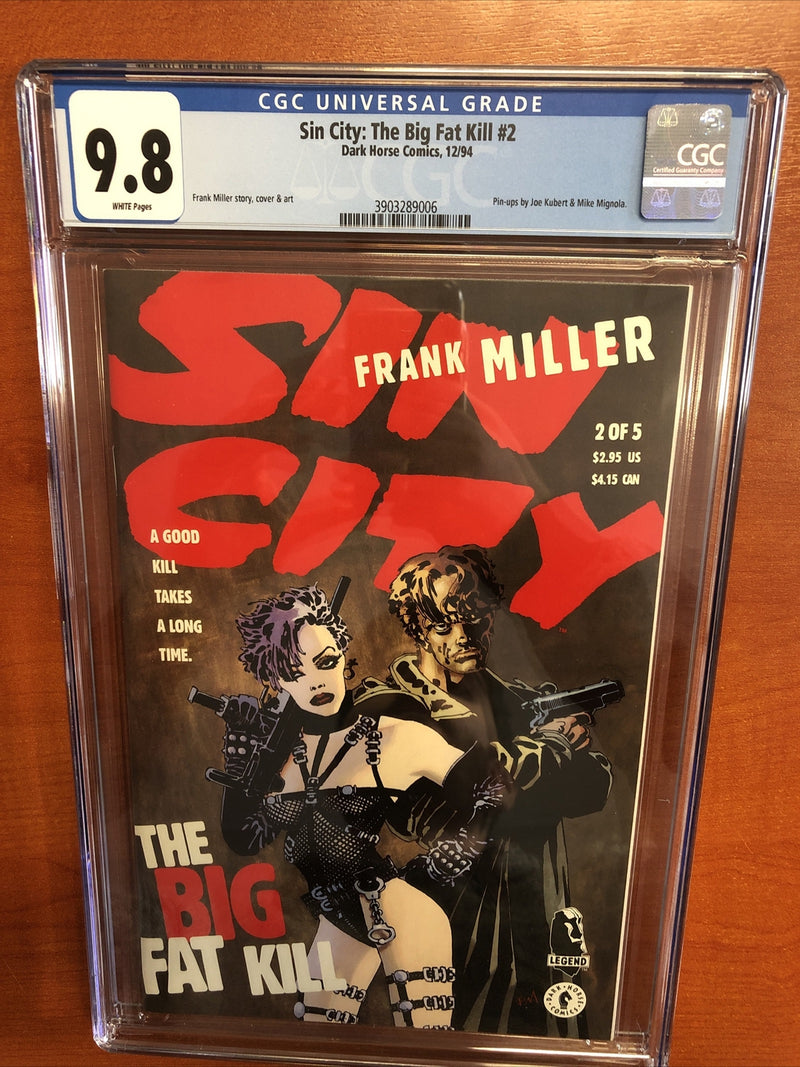 CGC UNIVERSAL GRADE
9.8
WHITE Pages
Sin City: The Big Fat Kill #2
Dark Horse Comics, 12/94
Frank Miller story, cover & art
3903289006
Pin-ups by Joe Kubert & Mike Mignola.
CGC
Certified Guaranty Company
SIN
CITY
FRANK MILLER
2 OF 5
$2.95 US
$4.15 CAN
A GOOD
KILL
TAKES
A LONG
TIME.
THE
BIG
FAT KILL
LEGEND
DARK HORSE
COMICS